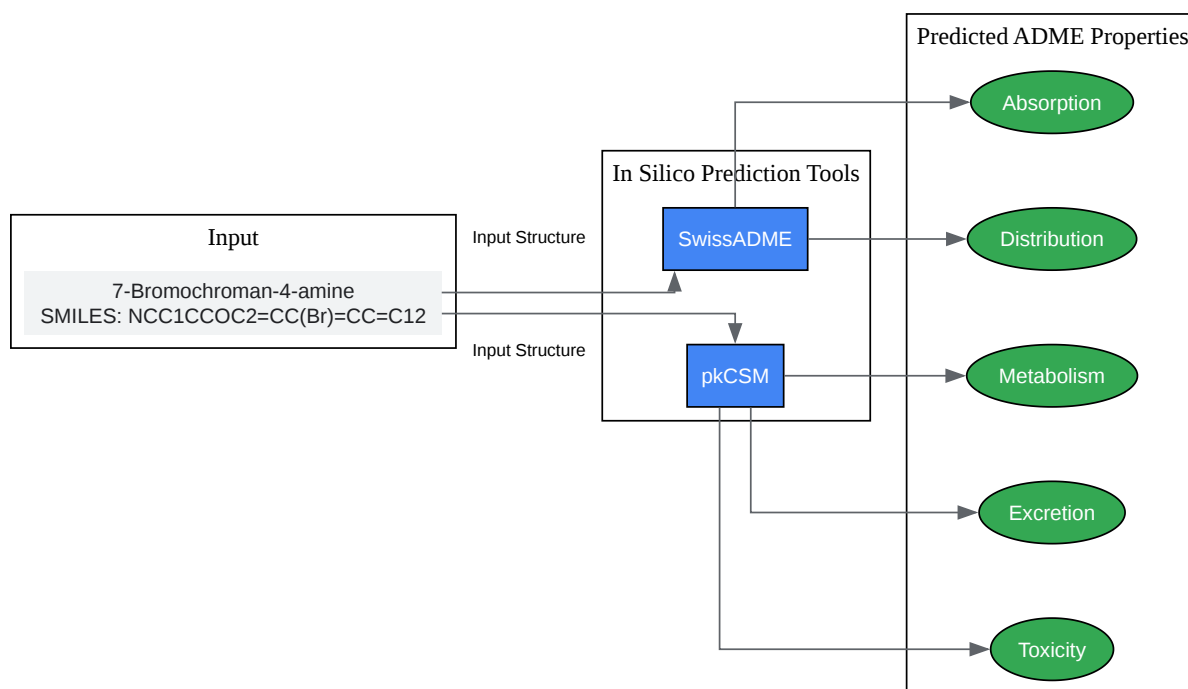 Input
7-Bromochroman-4-amine
SMILES: NCC1CCOC2=CC(Br)=CC=C12
Input Structure
Input Structure
In Silico Prediction Tools
SwissADME
pkCSM
Predicted ADME Properties
Absorption
Distribution
Metabolism
Excretion
Toxicity